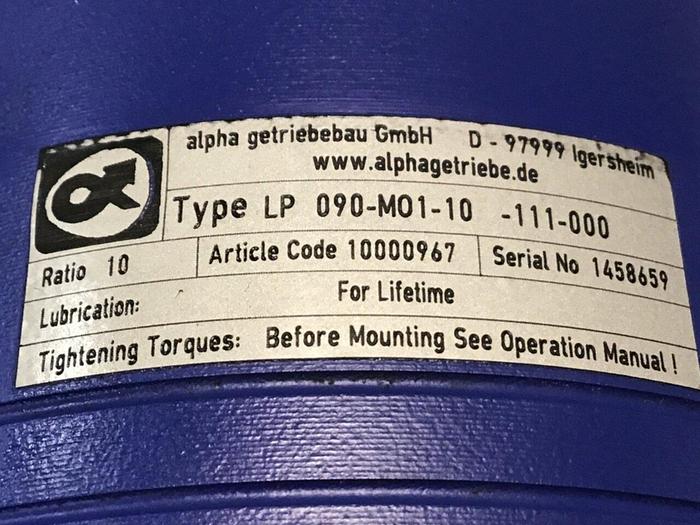 alpha getriebebau GmbH D - 97999 Igersheim
www.alphagetriebe.de
Type LP 090-M01-10 -111-000
Ratio 10 Article Code 10000967 Serial No 1458659
Lubrication: For Lifetime
Tightening Torques: Before Mounting See Operation Manual !